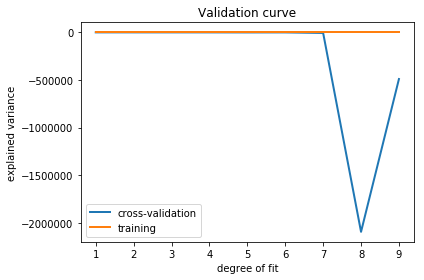 Validation curve
explained variance
0
−500000
−1000000
−1500000
−2000000
cross-validation
training
1 2 3 4 5 6 7 8 9
degree of fit